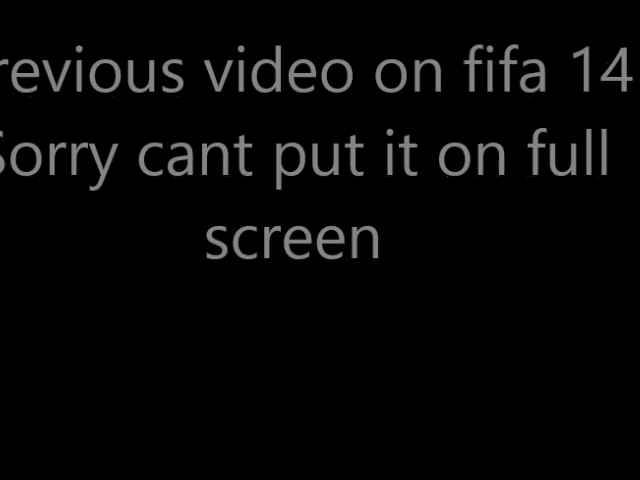 revious video on fifa 14
Sorry cant put it on full
screen